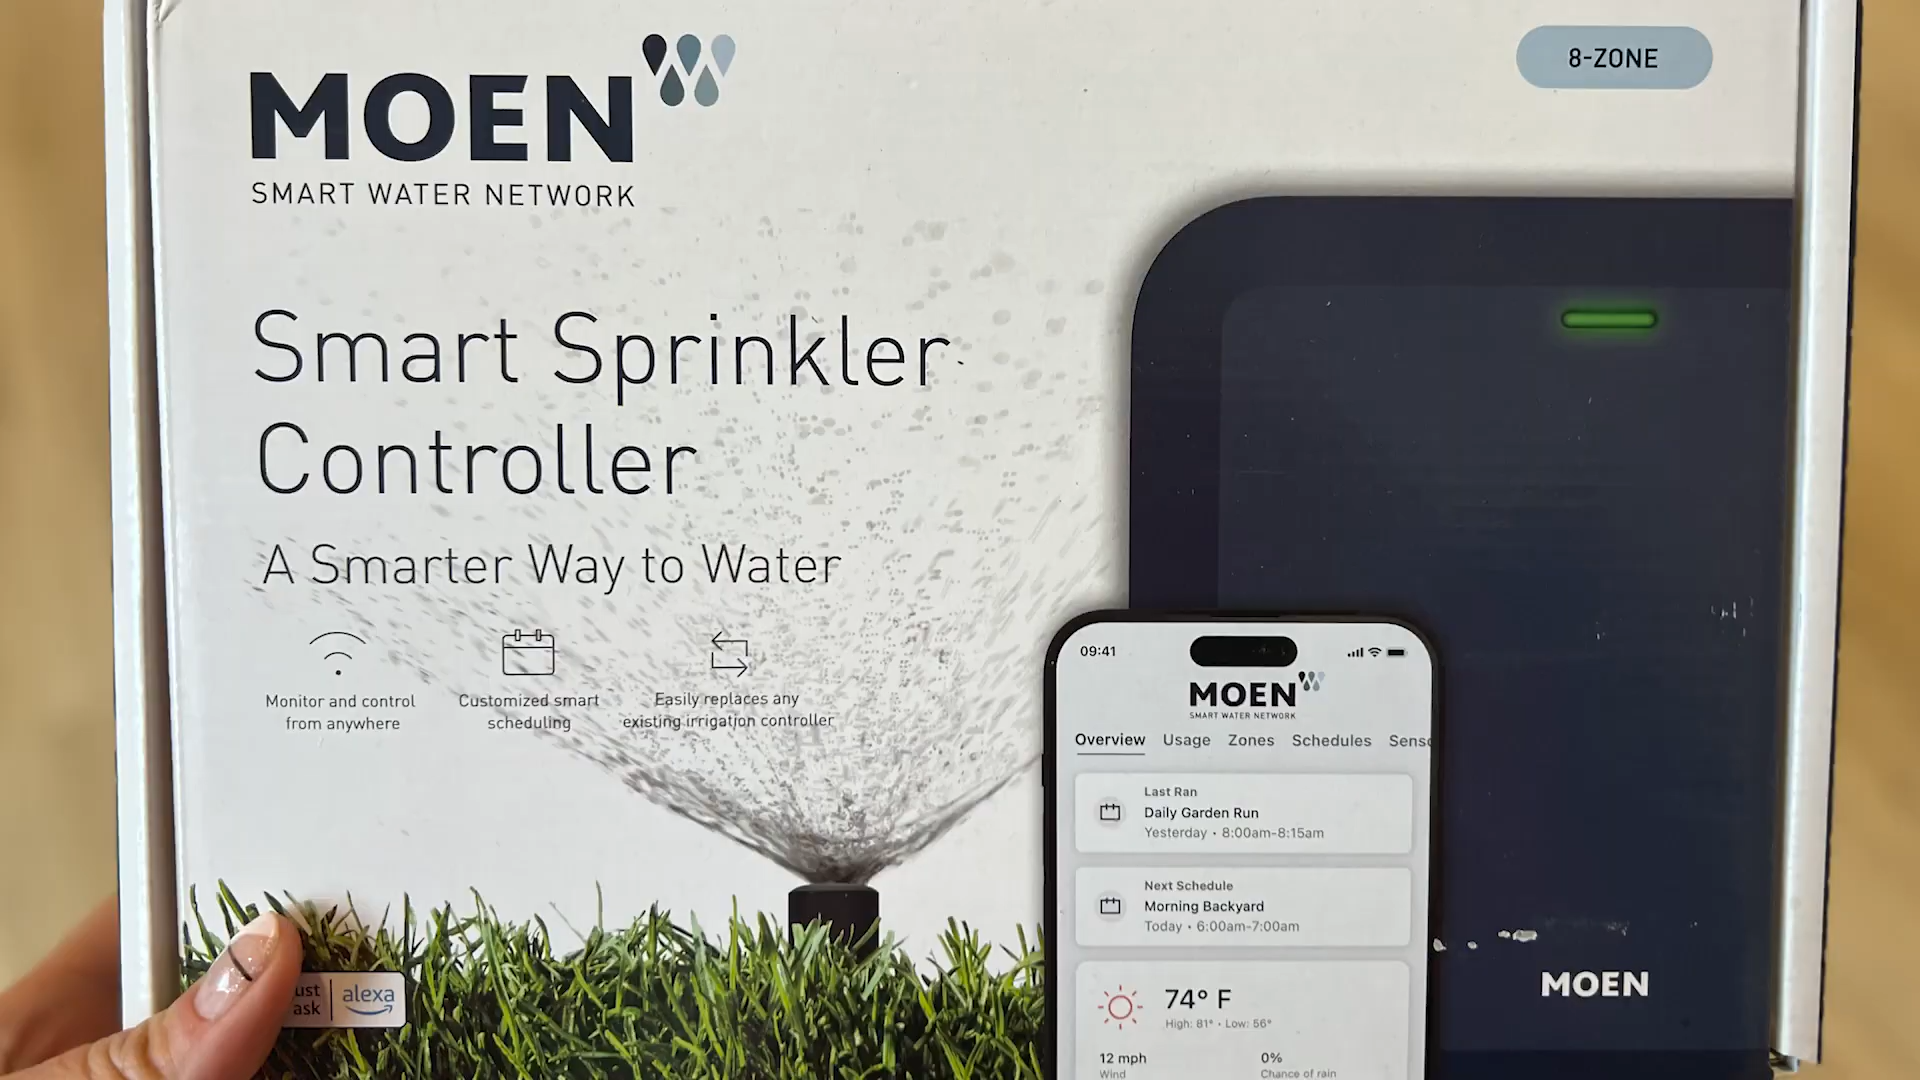 MOEN
SMART WATER NETWORK
8-ZONE
Smart Sprinkler
Controller
A Smarter Way to Water
Monitor and control
from anywhere
Customized smart
scheduling
Easily replaces any
existing irrigation controller
ask
alexa
09:41
MOEN
SMART WATER NETWORK
Overview Usage Zones Schedules
Last Ran
Daily Garden Run
Yesterday • 8:00am-8:15am
Next Schedule
Morning Backyard
Today • 6:00am-7:00am
74° F
High: 81° • Low: 56°
12 mph
Wind
0%
Chance of rain
MOEN